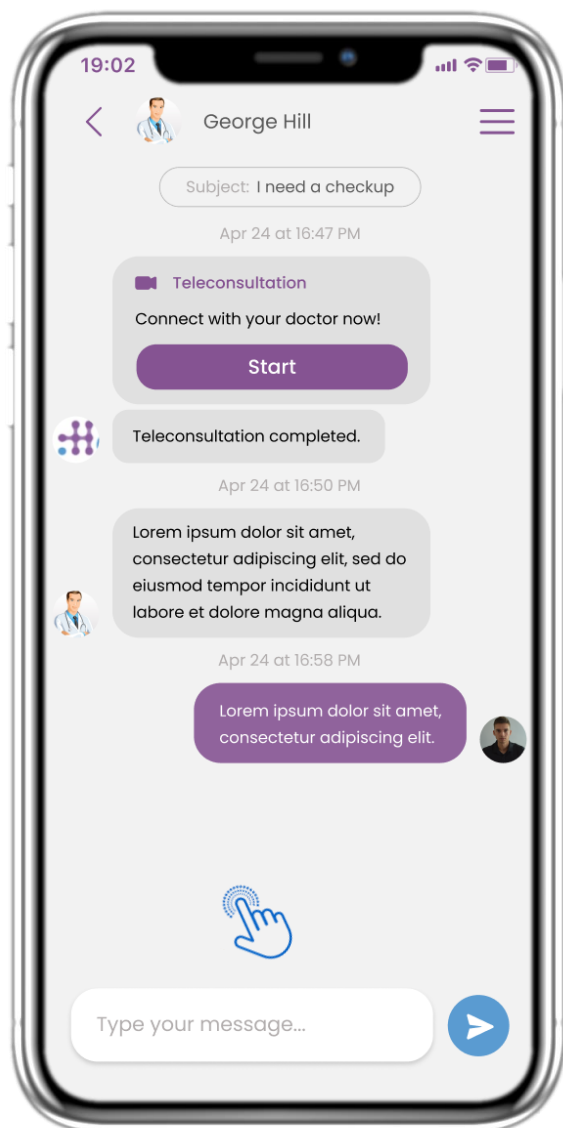 19:02
George Hill
Subject: I need a checkup
Apr 24 at 16:47 PM
Teleconsultation
Connect with your doctor now!
Start
Teleconsultation completed.
Apr 24 at 16:50 PM
Lorem ipsum dolor sit amet,
consectetur adipiscing elit, sed do
eiusmod tempor incididunt ut
labore et dolore magna aliqua.
Apr 24 at 16:58 PM
Lorem ipsum dolor sit amet,
consectetur adipiscing elit.
Type your message...